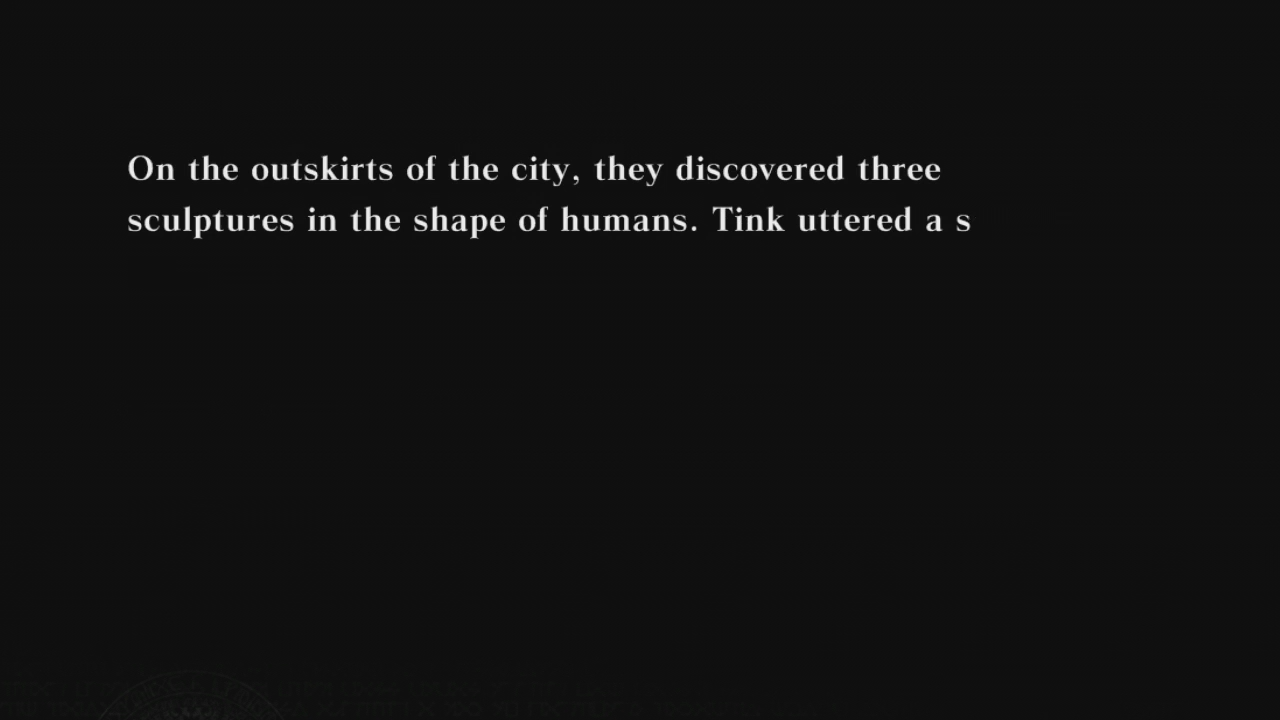 On the outskirts of the city, they discovered three
sculptures in the shape of humans. Tink uttered a s